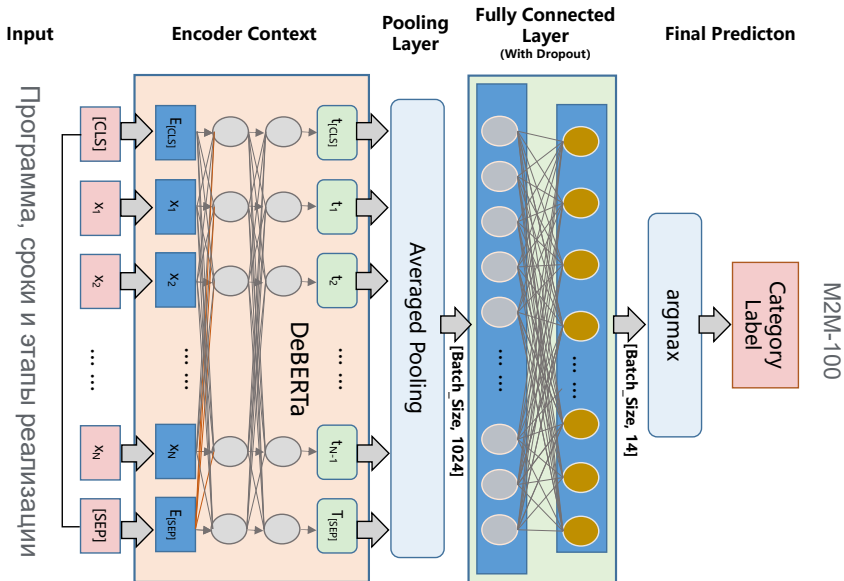 Input
Encoder Context
Pooling
Layer
Fully Connected
Layer
(With Dropout)
Final Predicton
Программа, сроки и этапы реализации
[CLS]
x1
x2
... ...
xN
[SEP]
E[CLS]
x1
x2
... ...
xN
E[SEP]
DeBERTa
t[CLS]
t1
t2
... ...
tN-1
T[SEP]
Averaged Pooling
[Batch_Size, 1024]
... ...
... ...
[Batch_Size, 14]
argmax
Category
Label
M2M-100